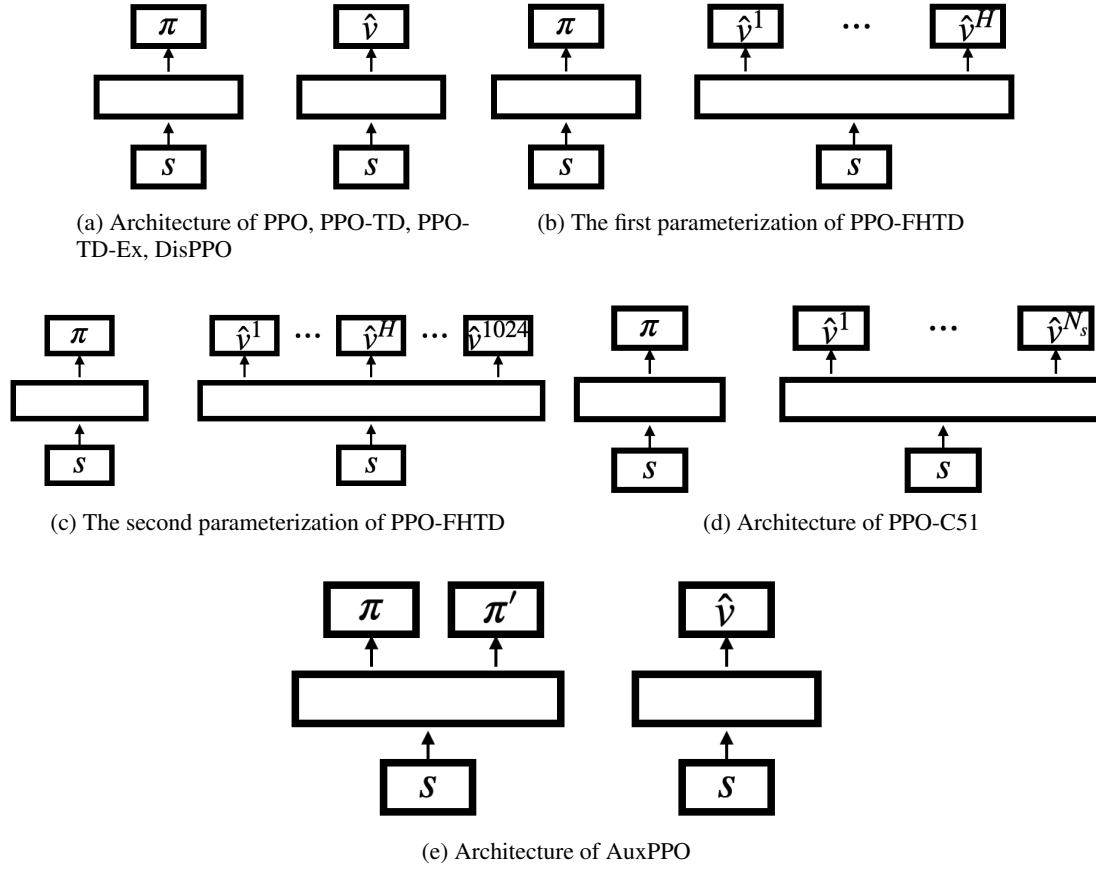 π v̂ π v̂¹ ... v̂ᴴ
s s s s
(a) Architecture of PPO, PPO-TD, PPO-
TD-Ex, DisPPO
(b) The first parameterization of PPO-FHTD
π v̂¹ ... v̂ᴴ ... v̂¹⁰²⁴
s s
(c) The second parameterization of PPO-FHTD
π v̂¹ ... v̂ᴺₛ
s s
(d) Architecture of PPO-C51
π π′ v̂
s s
(e) Architecture of AuxPPO